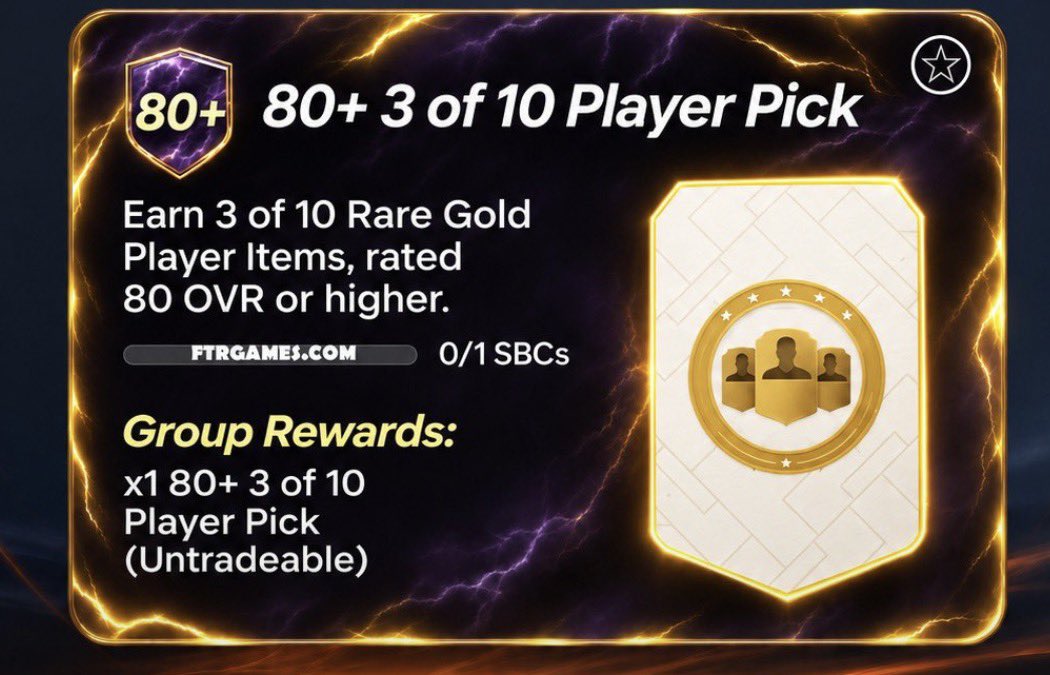 80+
80+ 3 of 10 Player Pick
Earn 3 of 10 Rare Gold
Player Items, rated
80 OVR or higher.
FTRGAMES.COM
0/1 SBCs
Group Rewards:
x1 80+ 3 of 10
Player Pick
(Untradeable)